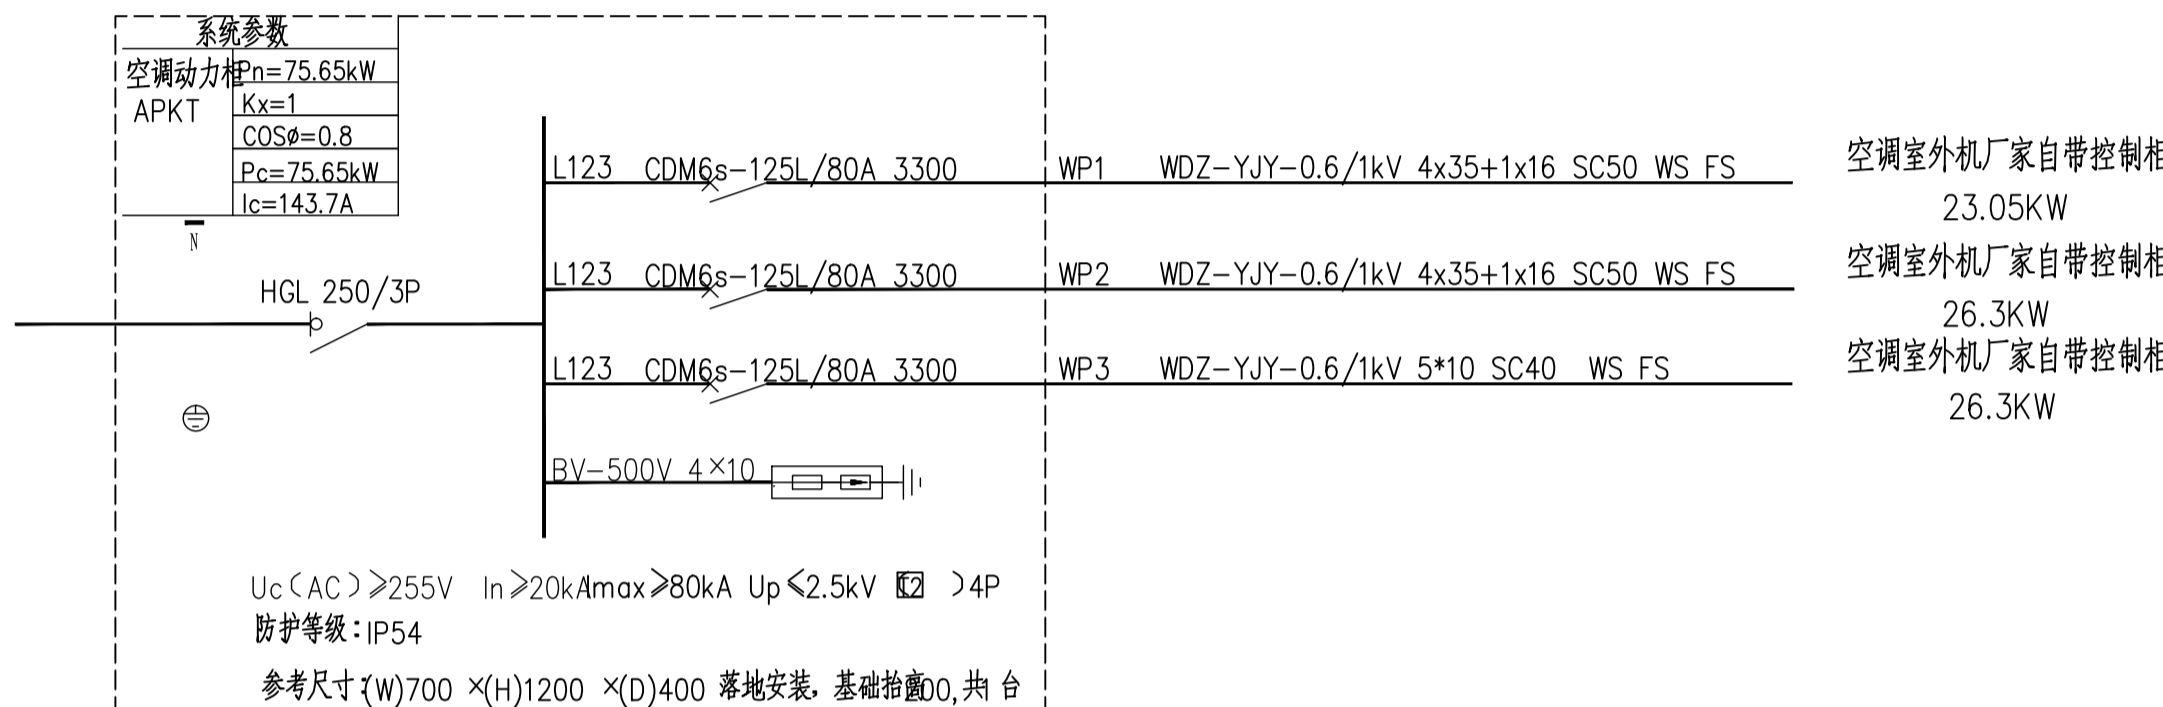 系统参数
空调动力柜 Pn=75.65kW
APKT
Kx=1
COSø=0.8
Pc=75.65kW
Ic=143.7A
N
HGL 250/3P
L123 CDM6s-125L/80A 3300 WP1 WDZ-YJY-0.6/1kV 4x35+1x16 SC50 WS FS
空调室外机厂家自带控制柜
23.05KW
L123 CDM6s-125L/80A 3300 WP2 WDZ-YJY-0.6/1kV 4x35+1x16 SC50 WS FS
空调室外机厂家自带控制柜
26.3KW
L123 CDM6s-125L/80A 3300 WP3 WDZ-YJY-0.6/1kV 5*10 SC40 WS FS
空调室外机厂家自带控制柜
26.3KW
BV-500V 4×10
Uc(AC)≥255V In≥20kA Imax≥80kA Up≤2.5kV )4P
防护等级:IP54
参考尺寸:(W)700 ×(H)1200 ×(D)400 落地安装，基础抬高200,共1台